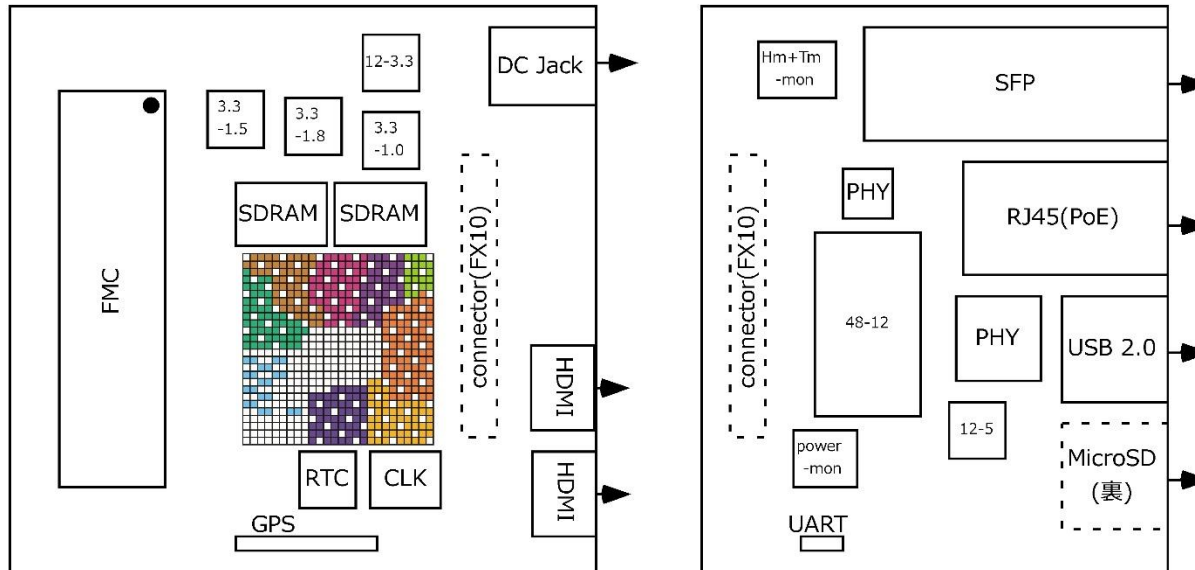 12-3.3
DC Jack
3.3
-1.5
3.3
-1.8
3.3
-1.0
SDRAM
SDRAM
FMC
connector(FX10)
HDMI
HDMI
RTC
CLK
GPS
Hm+Tm
-mon
SFP
PHY
RJ45(PoE)
connector(FX10)
48-12
PHY
USB 2.0
12-5
power
-mon
MicroSD
(裏)
UART